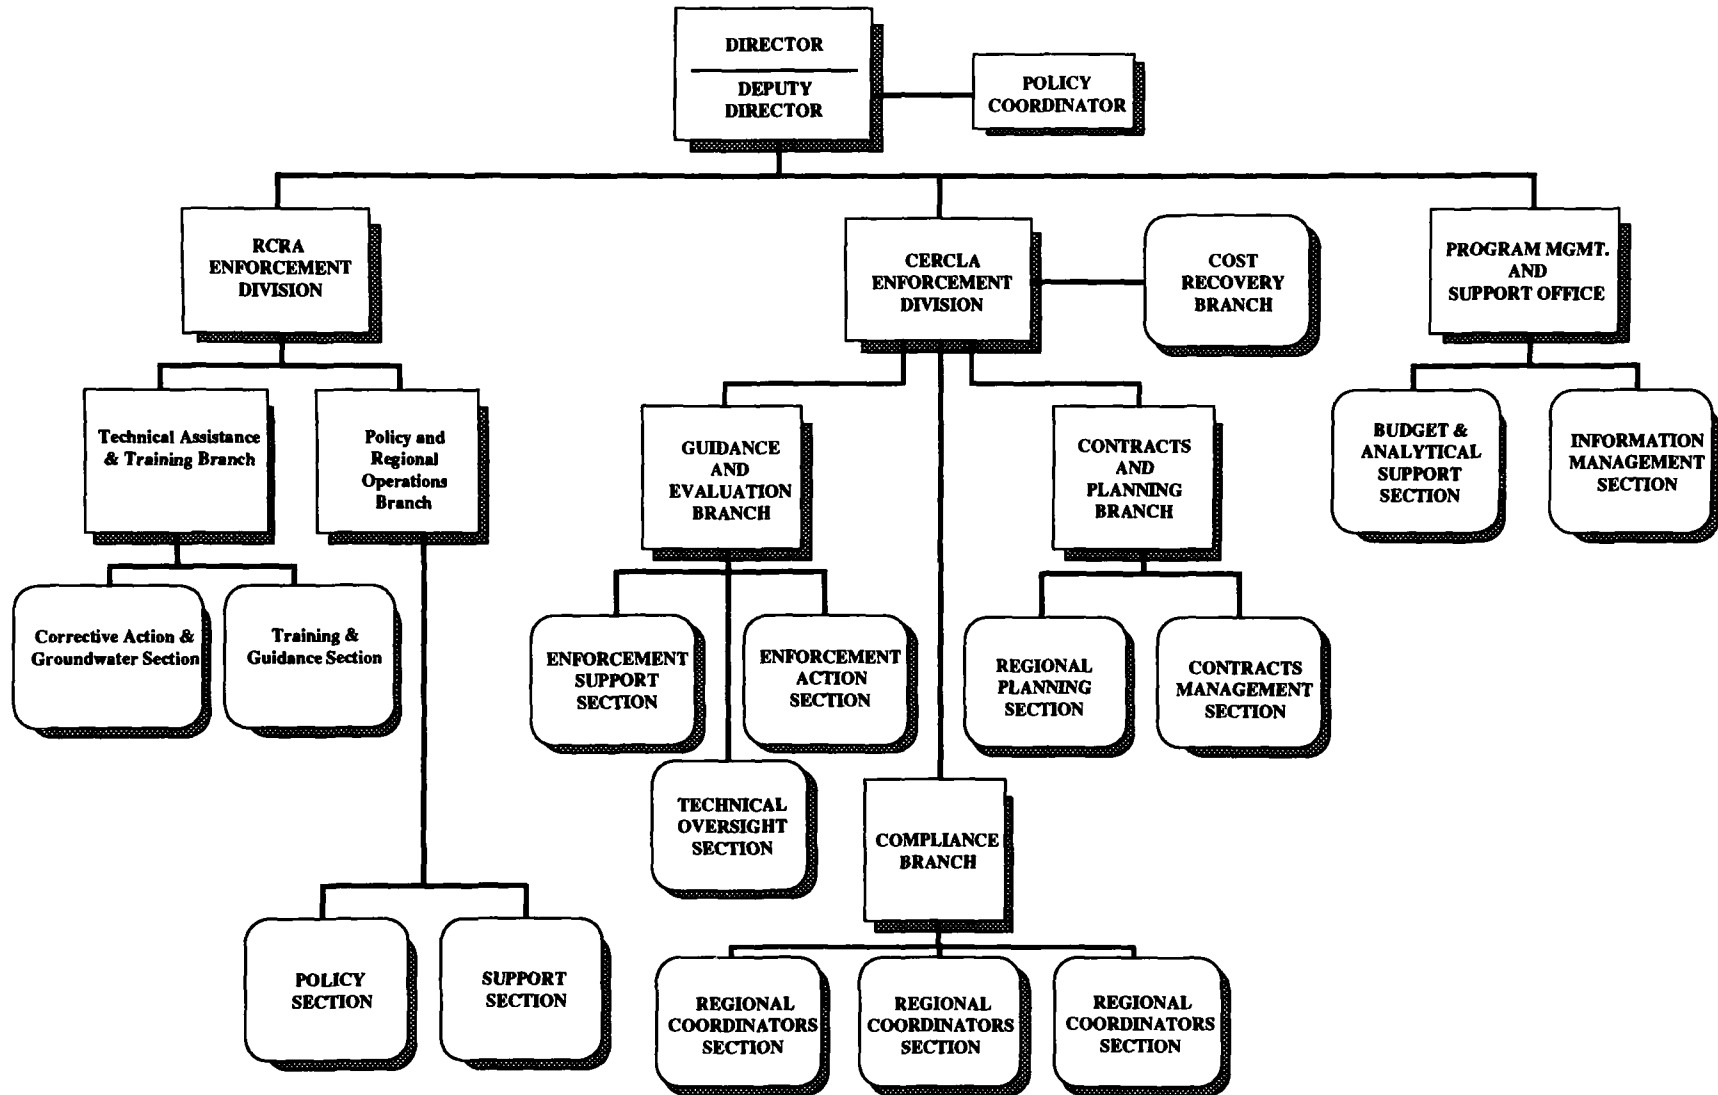 DIRECTOR
DEPUTY
DIRECTOR
POLICY
COORDINATOR
RCRA
ENFORCEMENT
DIVISION
CERCLA
ENFORCEMENT
DIVISION
COST
RECOVERY
BRANCH
PROGRAM MGMT.
AND
SUPPORT OFFICE
Technical Assistance
& Training Branch
Policy and
Regional
Operations
Branch
GUIDANCE
AND
EVALUATION
BRANCH
CONTRACTS
AND
PLANNING
BRANCH
BUDGET &
ANALYTICAL
SUPPORT
SECTION
INFORMATION
MANAGEMENT
SECTION
Corrective Action &
Groundwater Section
Training &
Guidance Section
ENFORCEMENT
SUPPORT
SECTION
ENFORCEMENT
ACTION
SECTION
REGIONAL
PLANNING
SECTION
CONTRACTS
MANAGEMENT
SECTION
TECHNICAL
OVERSIGHT
SECTION
COMPLIANCE
BRANCH
POLICY
SECTION
SUPPORT
SECTION
REGIONAL
COORDINATORS
SECTION
REGIONAL
COORDINATORS
SECTION
REGIONAL
COORDINATORS
SECTION